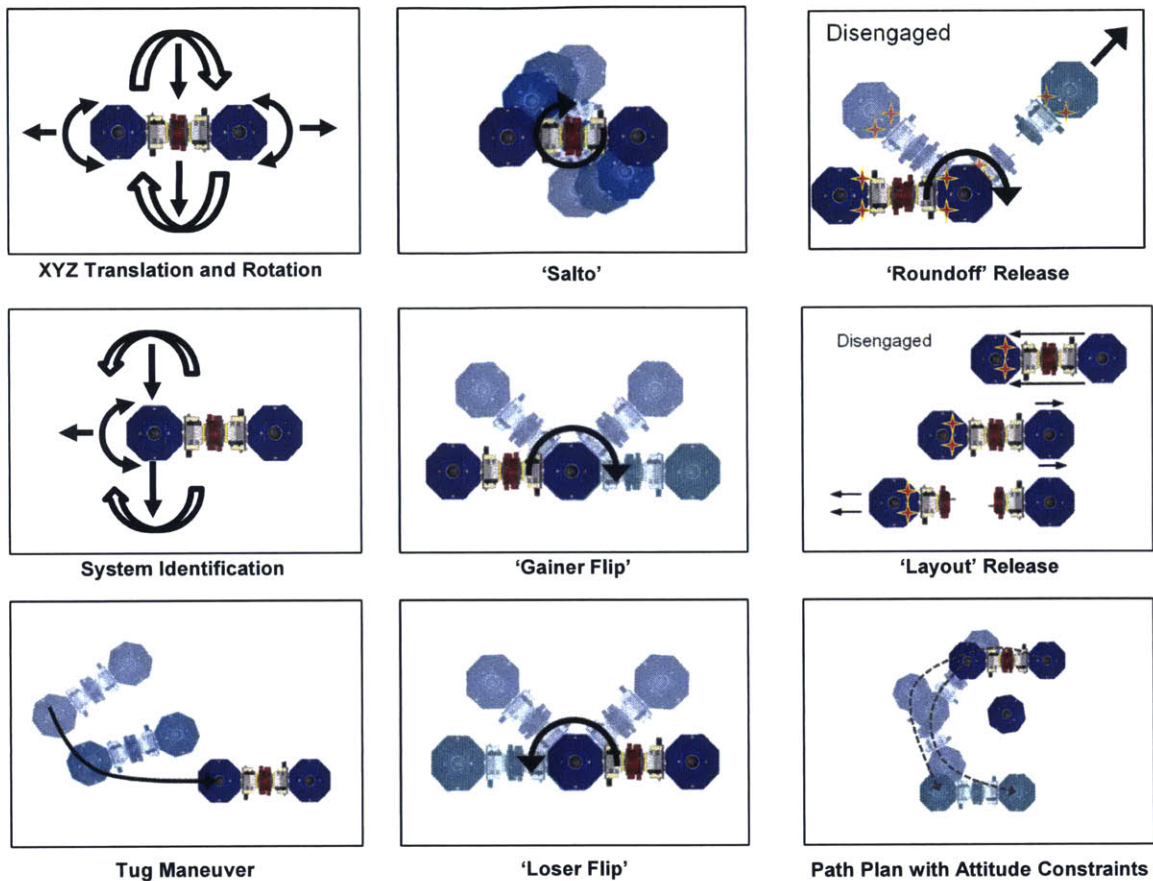 Disengaged
XYZ Translation and Rotation
‘Salto’
‘Roundoff’ Release
Disengaged
System Identification
‘Gainer Flip’
‘Layout’ Release
Tug Maneuver
‘Loser Flip’
Path Plan with Attitude Constraints